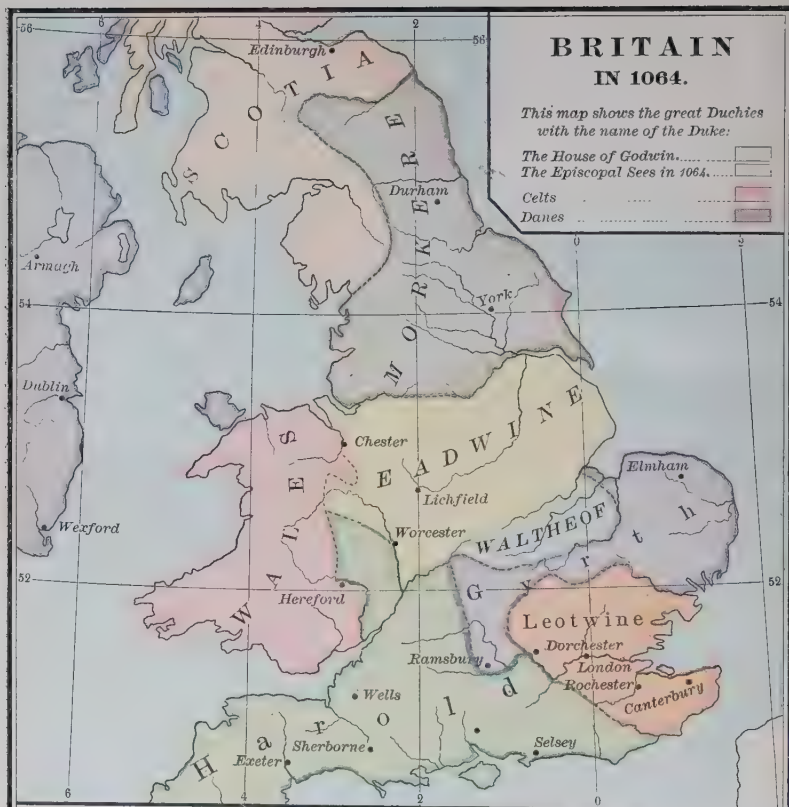 BRITAIN
IN 1064.
This map shows the great Duchies
with the name of the Duke:
The House of Godwin
The Episcopal Sees in 1064.
Celts
Danes
6
4
2
56
56
Edinburgh
SCOTIA
MORKERE
Durham
0
2
Armagh
54
54
York
Dublin
WALES
Chester
EADWINE
Elmham
Lichfield
Wexford
Worcester
WALTHEOF
Gyrth
52
52
Hereford
Leotwine
Dorchester
Ramsbury
London
Rochester
Canterbury
Wells
Harold
Sherborne
Selsey
Exeter
6
4
2
0